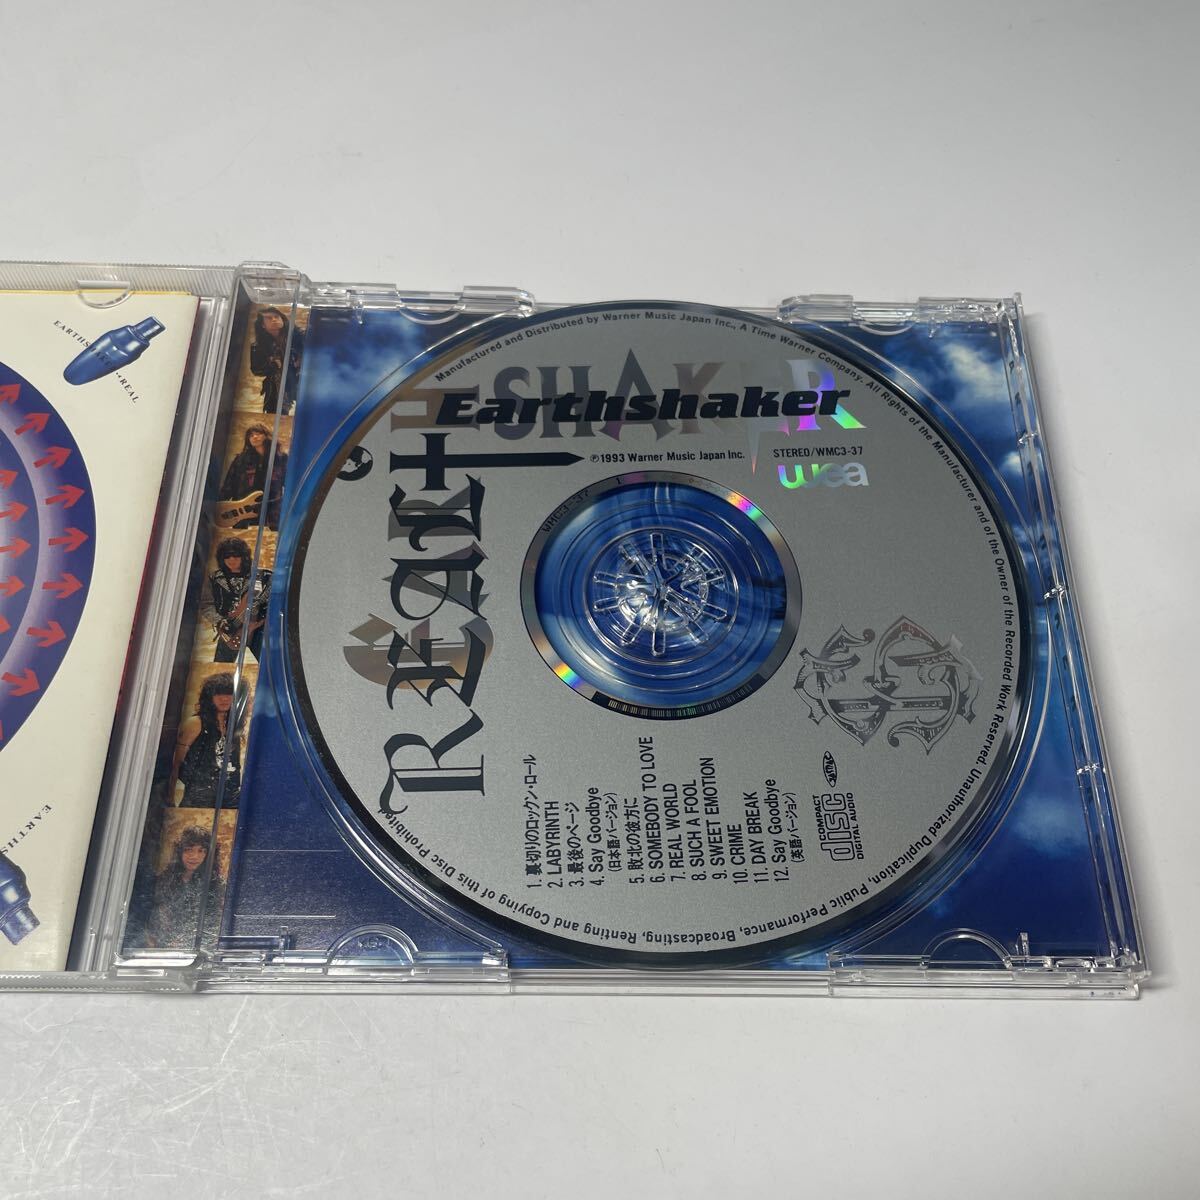 EARTHSHAKER...REAL
EARTHS
Manufactured and Distributed by Warner Music Japan Inc., A Time Warner Company. All Rights of the Manufacturer and of the Owner of the Recorded Work Reserved. Unauthorized Duplication, Public Performance, Broadcasting, Renting and Copying of this Disc Prohibited
EARTHSHAKER
Earthshaker
REAL
℗1993 Warner Music Japan Inc.
STEREO/WMC3-37
wea
WMC3-37 1
1. 裏切りのロックン・ロール
2. LABYRINTH
3. 最後のページ
4. Say Goodbye
(日本語バージョン)
5. 敗北の彼方に
6. SOMEBODY TO LOVE
7. REAL WORLD
8. SUCH A FOOL
9. SWEET EMOTION
10. CRIME
11. DAY BREAK
12. Say Goodbye
(英語バージョン)
COMPACT
disc
DIGITAL AUDIO